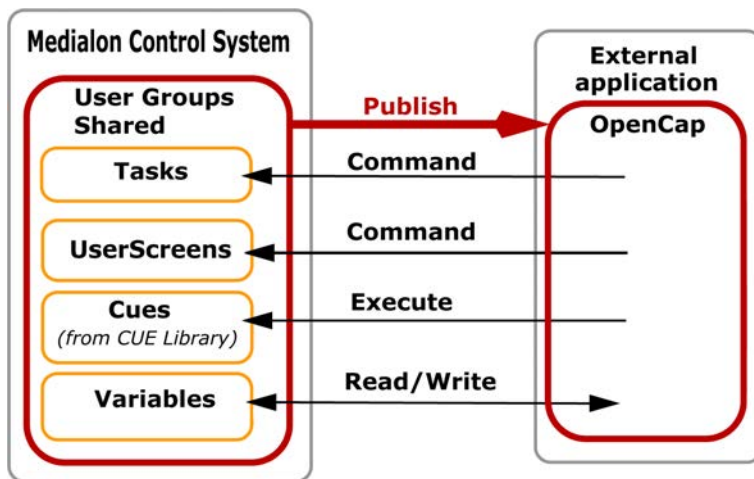 Medialon Control System
User Groups
Shared
Tasks
UserScreens
Cues
(from CUE Library)
Variables
Publish
Command
Command
Execute
Read/Write
External
application
OpenCap